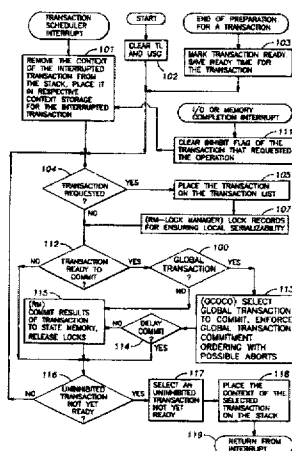 TRANSACTION
SCHEDULER
INTERRUPT
START
END OF PREPARATION
FOR A TRANSACTION
101
REMOVE THE CONTEXT
OF THE INTERRUPTED
TRANSACTION FROM
THE STACK, PLACE IT
IN RESPECTIVE
CONTEXT STORAGE
FOR THE INTERRUPTED
TRANSACTION
CLEAR TL
AND USC
102
103
MARK TRANSACTION READY,
SAVE READY TIME FOR
THE TRANSACTION
I/O OR MEMORY
COMPLETION INTERRUPT
111
CLEAR INHIBIT FLAG OF THE
TRANSACTION THAT REQUESTED
THE OPERATION
104
TRANSACTION
REQUESTED
?
YES
NO
105
PLACE THE TRANSACTION
ON THE TRANSACTION LIST
107
(RM-LOCK MANAGER) LOCK RECORDS
FOR ENSURING LOCAL SERIALIZABILITY
112
TRANSACTION
READY TO
COMMIT
?
YES
NO
100
GLOBAL
TRANSACTION
?
YES
NO
115
(RM)
COMMIT RESULTS
OF TRANSACTION
TO STATE MEMORY,
RELEASE LOCKS
NO
DELAY
COMMIT
?
114
YES
113
(GCOCO) SELECT
GLOBAL TRANSACTION
TO COMMIT, ENFORCE
GLOBAL TRANSACTION
COMMITMENT
ORDERING WITH
POSSIBLE ABORTS
116
UNINHIBITED
TRANSACTION
NOT YET
READY
?
NO
YES
117
SELECT AN
UNINHIBITED
TRANSACTION
NOT YET
READY
118
PLACE THE
CONTEXT OF THE
SELECTED
TRANSACTION
ON THE STACK
119
RETURN FROM
INTERRUPT